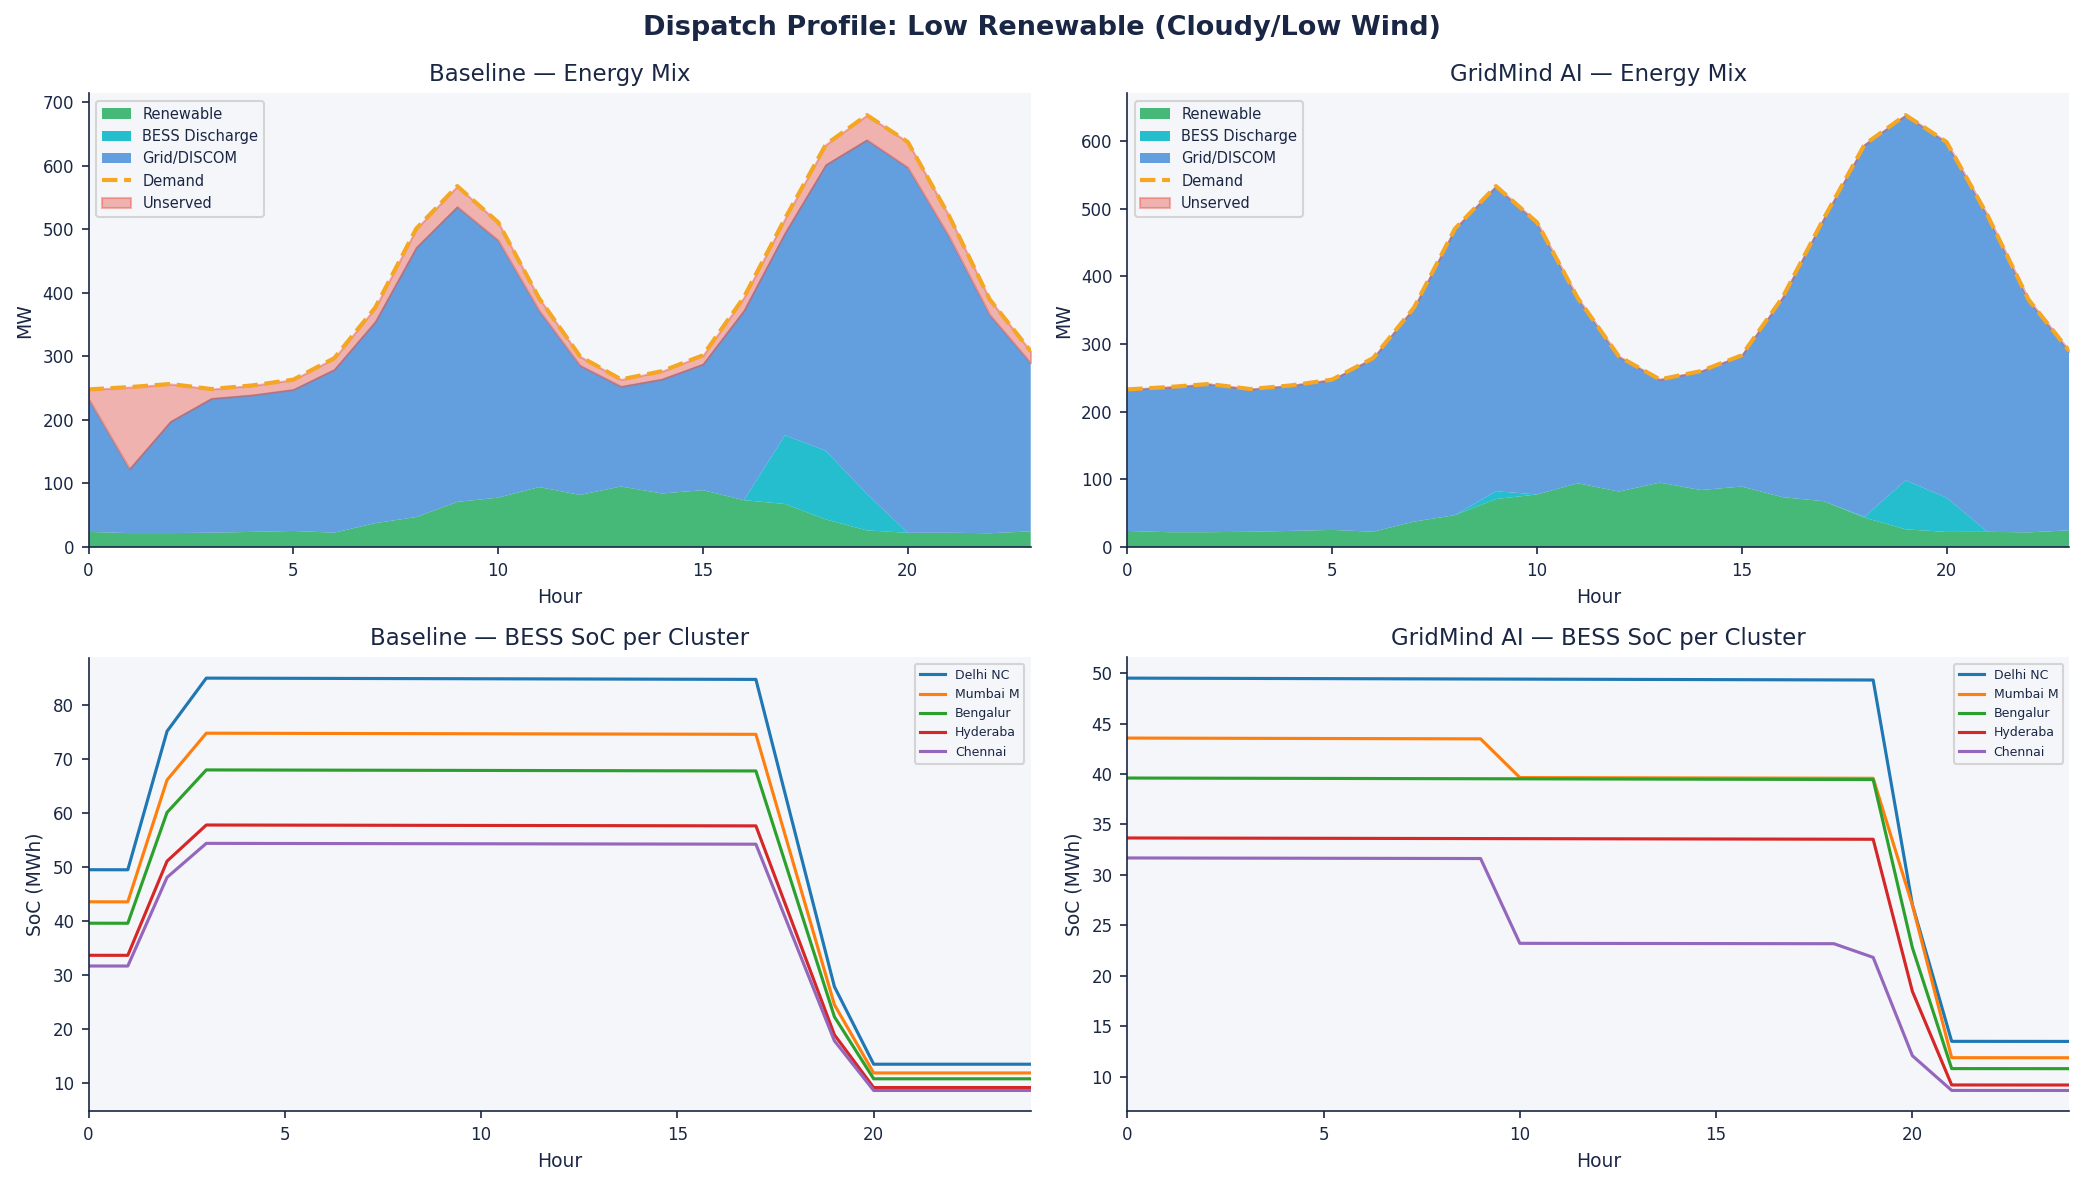 Dispatch Profile: Low Renewable (Cloudy/Low Wind)
Baseline — Energy Mix
700
600
500
400
300
200
100
0
MW
Renewable
BESS Discharge
Grid/DISCOM
Demand
Unserved
0 5 10 15 20
Hour
GridMind AI — Energy Mix
600
500
400
300
200
100
0
MW
Renewable
BESS Discharge
Grid/DISCOM
Demand
Unserved
0 5 10 15 20
Hour
Baseline — BESS SoC per Cluster
80
70
60
50
40
30
20
10
SoC (MWh)
Delhi NC
Mumbai M
Bengalur
Hyderaba
Chennai
0 5 10 15 20
Hour
GridMind AI — BESS SoC per Cluster
50
45
40
35
30
25
20
15
10
SoC (MWh)
Delhi NC
Mumbai M
Bengalur
Hyderaba
Chennai
0 5 10 15 20
Hour